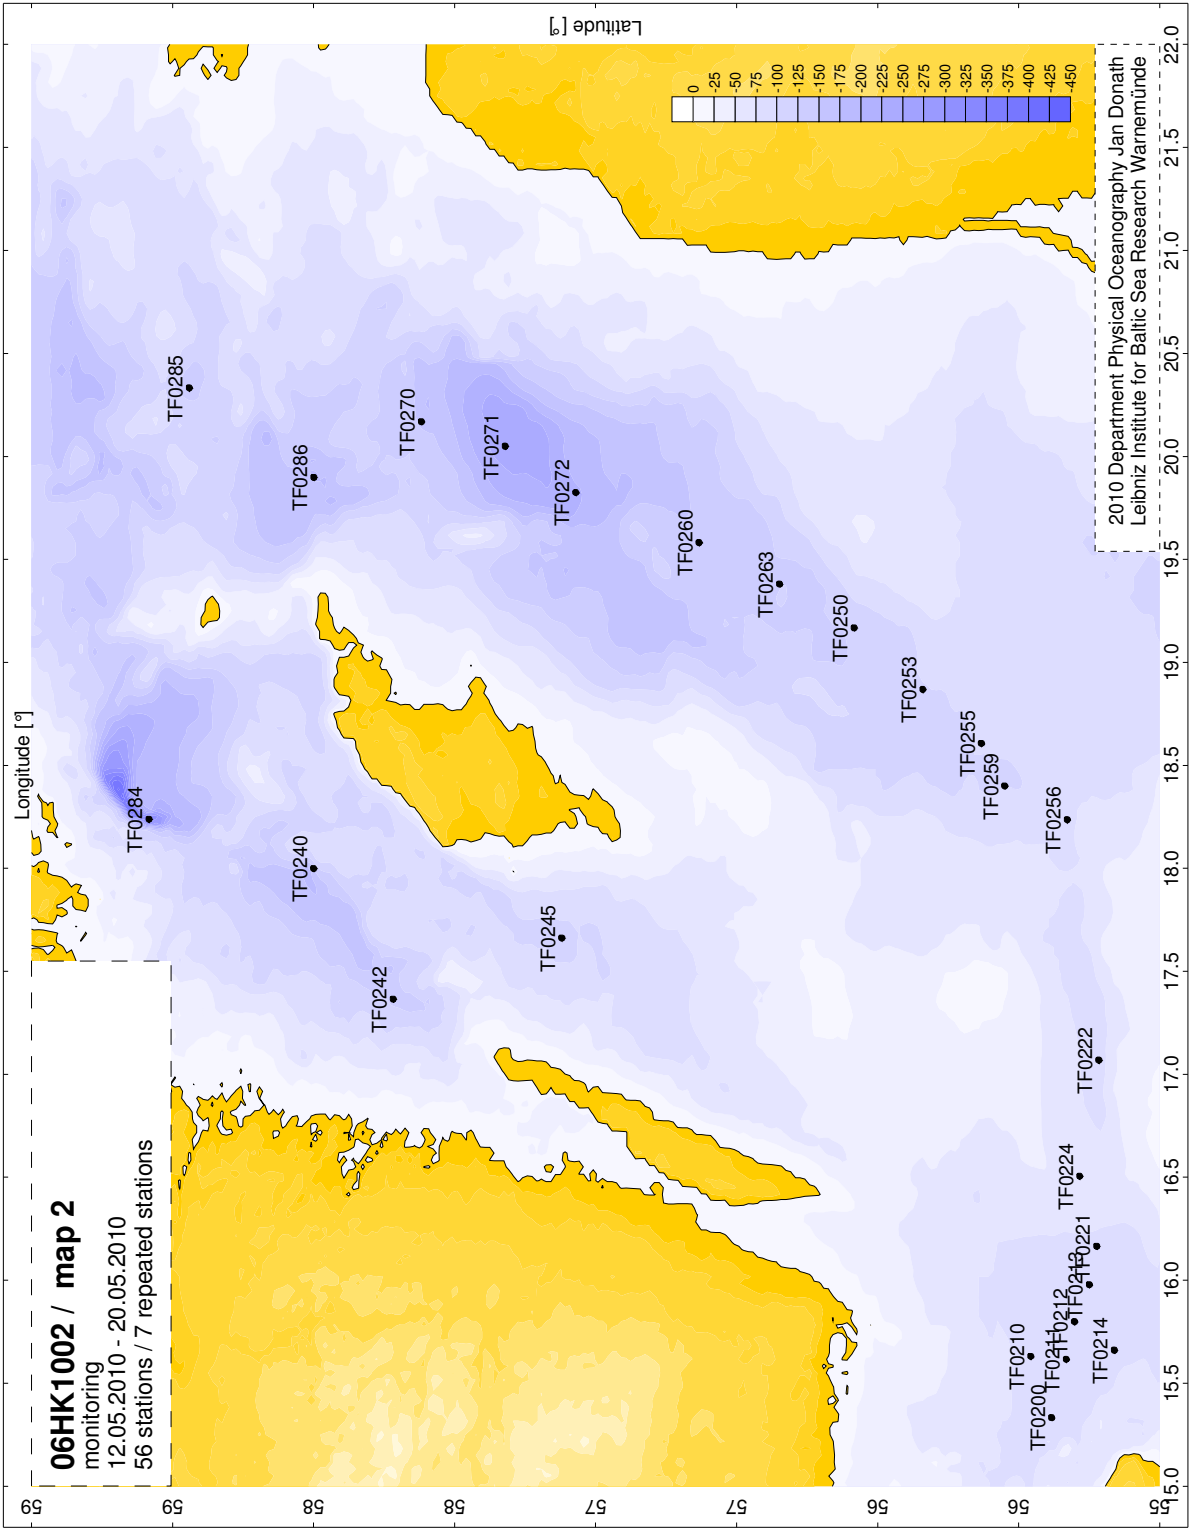 06HK1002 / map 2
monitoring
12.05.2010 - 20.05.2010
56 stations / 7 repeated stations
Longitude [°]
Latitude [°]
59
59
58
58
57
57
56
56
55
15.0
15.5
16.0
16.5
17.0
17.5
18.0
18.5
19.0
19.5
20.0
20.5
21.0
21.5
22.0
TF0285
TF0286
TF0270
TF0271
TF0272
TF0260
TF0263
TF0250
TF0253
TF0255
TF0259
TF0256
TF0284
TF0240
TF0245
TF0242
TF0222
TF0224
TF0221
TF0213
TF0212
TF0211
TF0210
TF0214
TF0200
0
-25
-50
-75
-100
-125
-150
-175
-200
-225
-250
-275
-300
-325
-350
-375
-400
-425
-450
2010 Department Physical Oceanography Jan Donath
Leibniz Institute for Baltic Sea Research Warnemünde